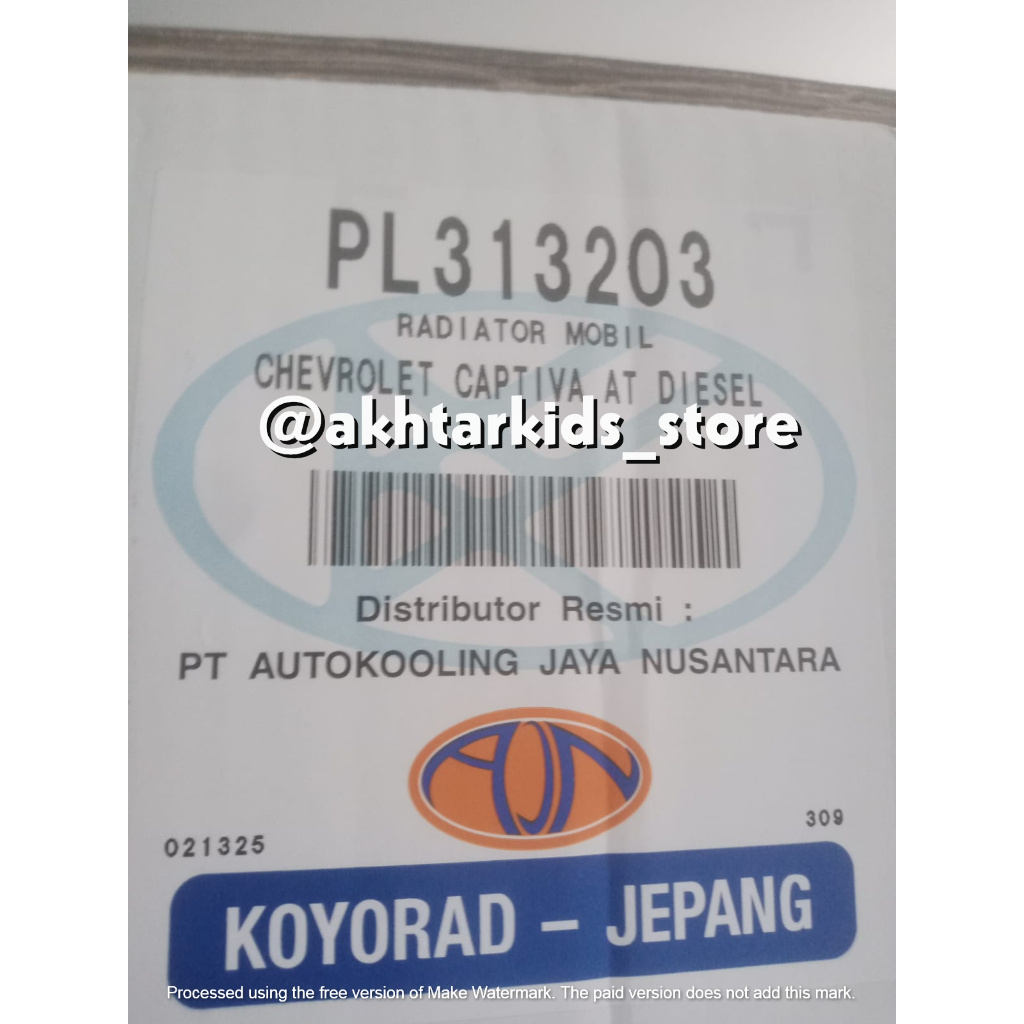 PL313203
RADIATOR MOBIL
CHEVROLET CAPTIVA AT DIESEL
@akhtarkids_store
Distributor Resmi :
PT AUTOKOOLING JAYA NUSANTARA
AJN
021325
309
KOYORAD – JEPANG
Processed using the free version of Make Watermark. The paid version does not add this mark.